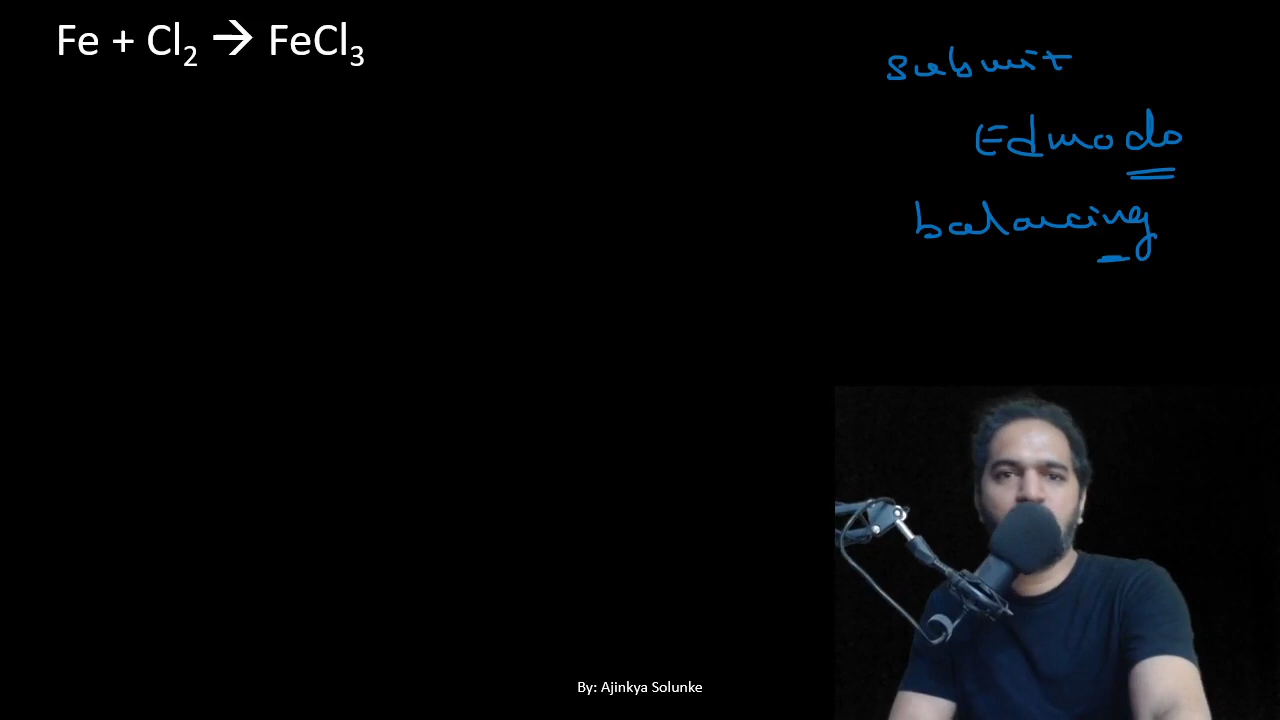 Fe + Cl₂ → FeCl₃
submit
Edmodo
balancing
By: Ajinkya Solunke